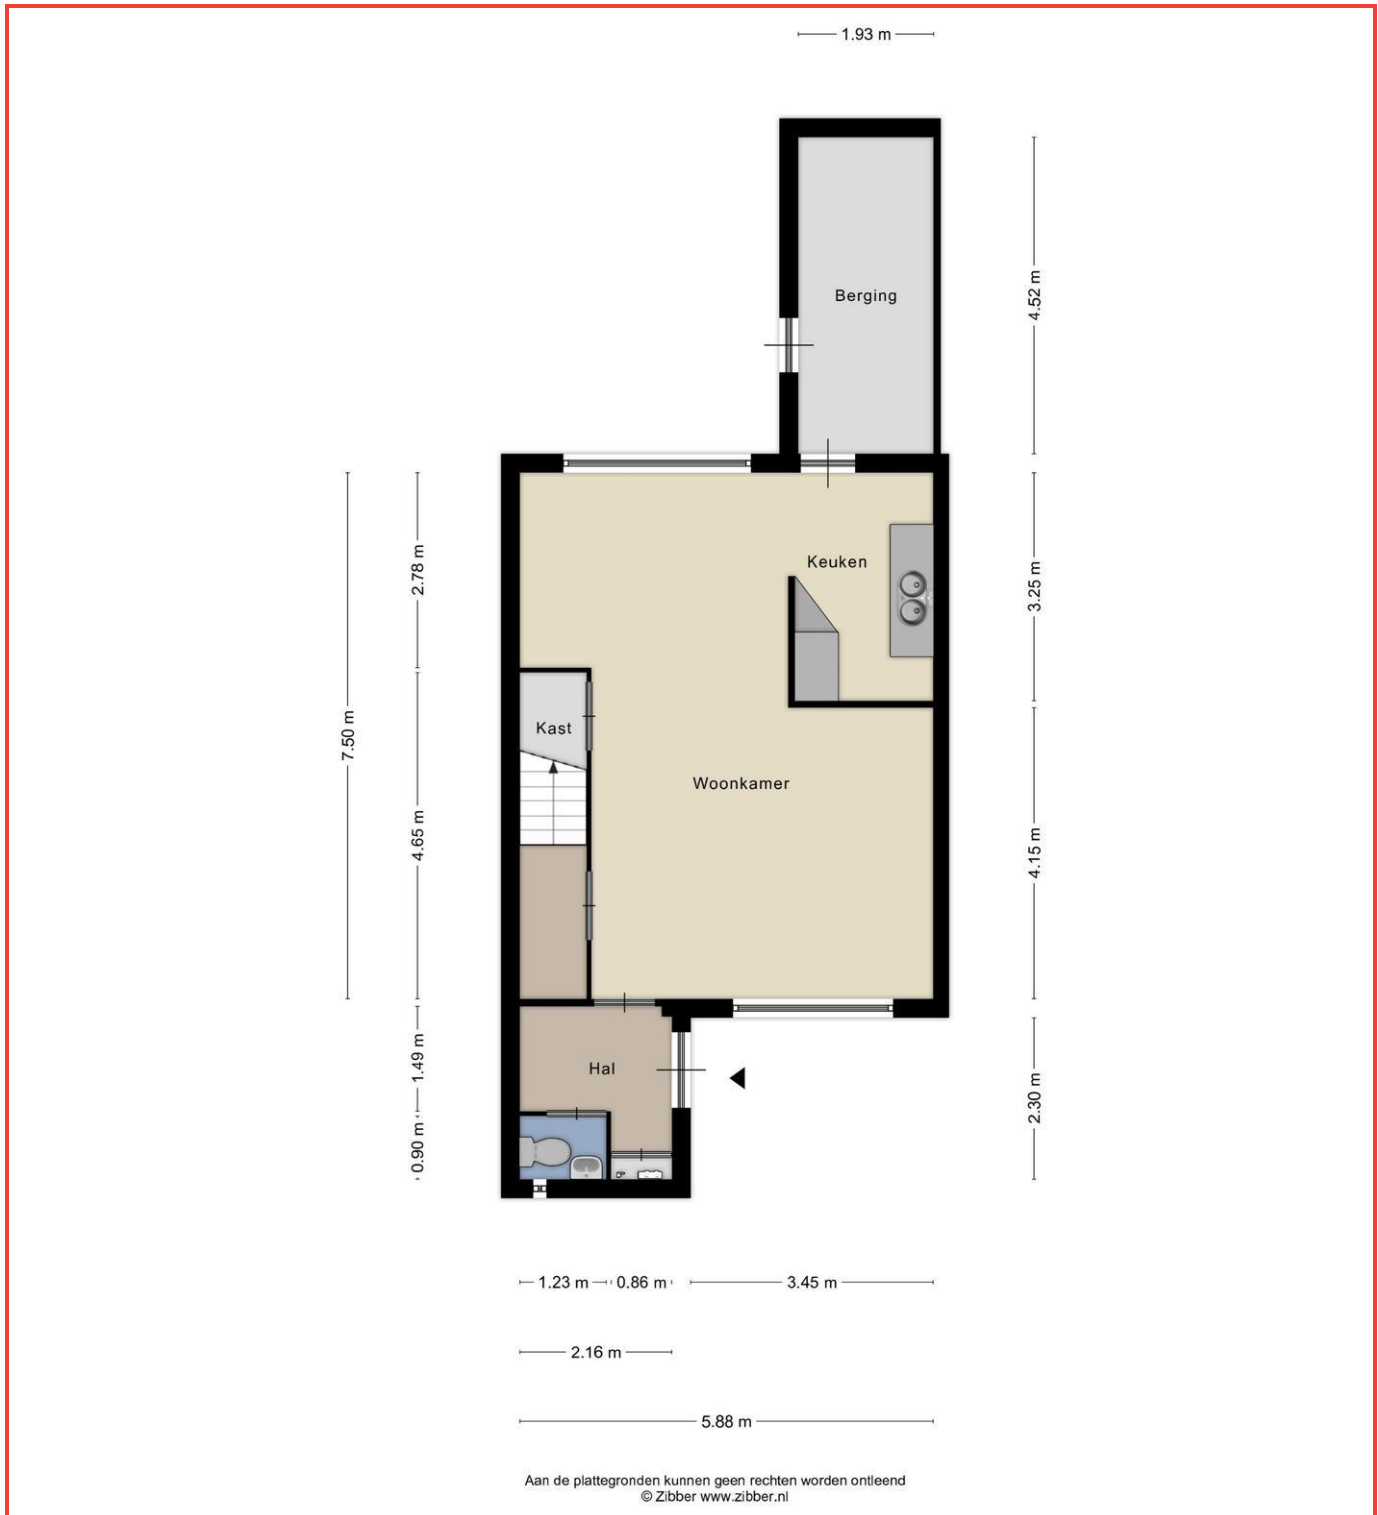 1.93 m
Berging
4.52 m
Keuken
2.78 m
3.25 m
Kast
7.50 m
Woonkamer
4.65 m
4.15 m
Hal
1.49 m
2.30 m
0.90 m
1.23 m
0.86 m
3.45 m
2.16 m
5.88 m
Aan de plattegronden kunnen geen rechten worden ontleend
© Zibber www.zibber.nl